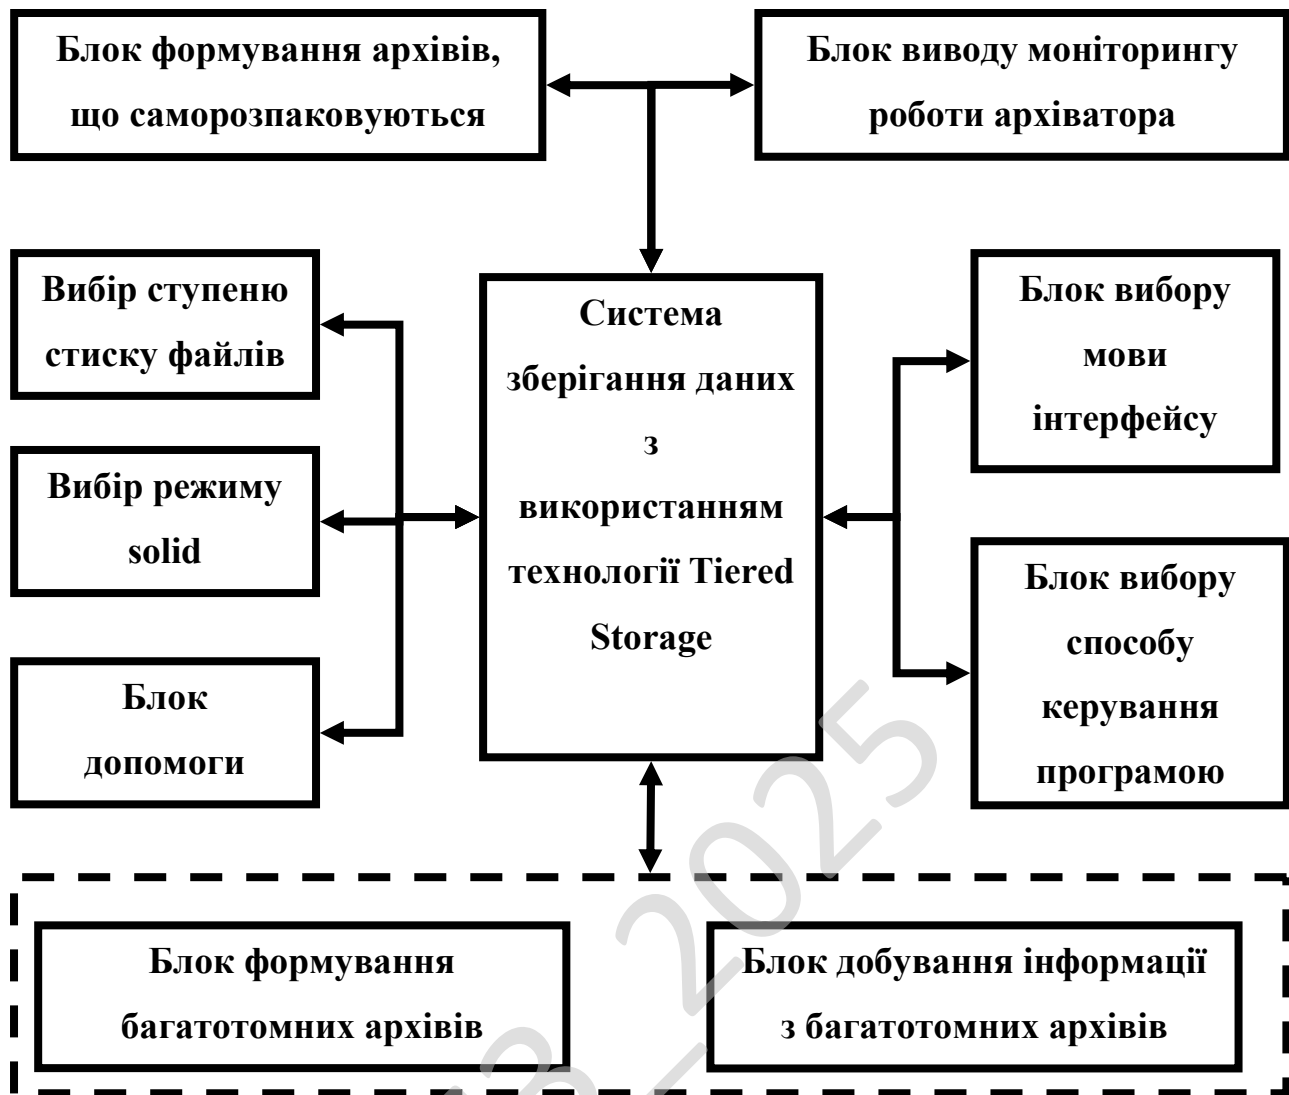 Блок формування архівів,
що саморозпаковуються
Блок виводу моніторингу
роботи архіватора
Вибір ступеню
стиску файлів
Вибір режиму
solid
Блок
допомоги
Система
зберігання даних
з
використанням
технології Tiered
Storage
Блок вибору
мови
інтерфейсу
Блок вибору
способу
керування
програмою
Блок формування
багатотомних архівів
Блок добування інформації
з багатотомних архівів
3_2025